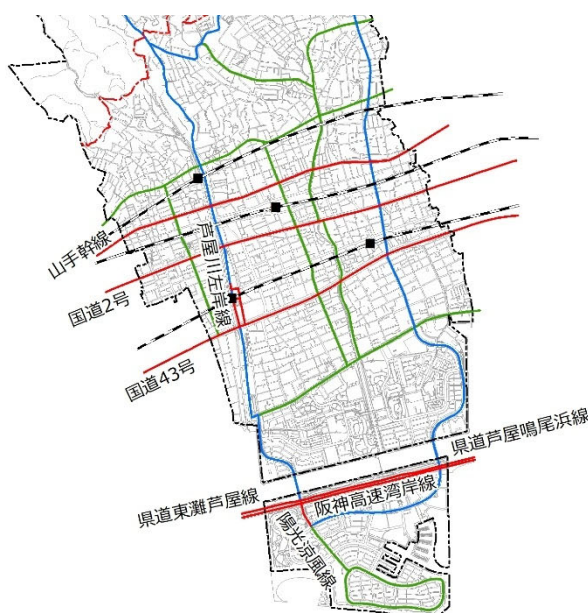 山手幹線
芦屋川左岸線
国道2号
国道43号
県道芦屋鳴尾浜線
県道東灘芦屋線
阪神高速湾岸線
陽光涼風線